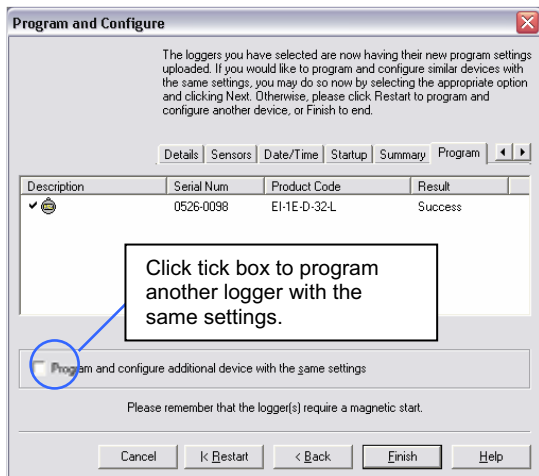 Program and Configure
The loggers you have selected are now having their new program settings
uploaded. If you would like to program and configure similar devices with
the same settings, you may do so now by selecting the appropriate option
and clicking Next. Otherwise, please click Restart to program and
configure another device, or Finish to end.
Details Sensors Date/Time Startup Summary Program
Description Serial Num Product Code Result
0526-0098 EI-1E-D-32-L Success
Click tick box to program
another logger with the
same settings.
Program and configure additional device with the same settings
Please remember that the logger(s) require a magnetic start.
Cancel |< Restart < Back Finish Help